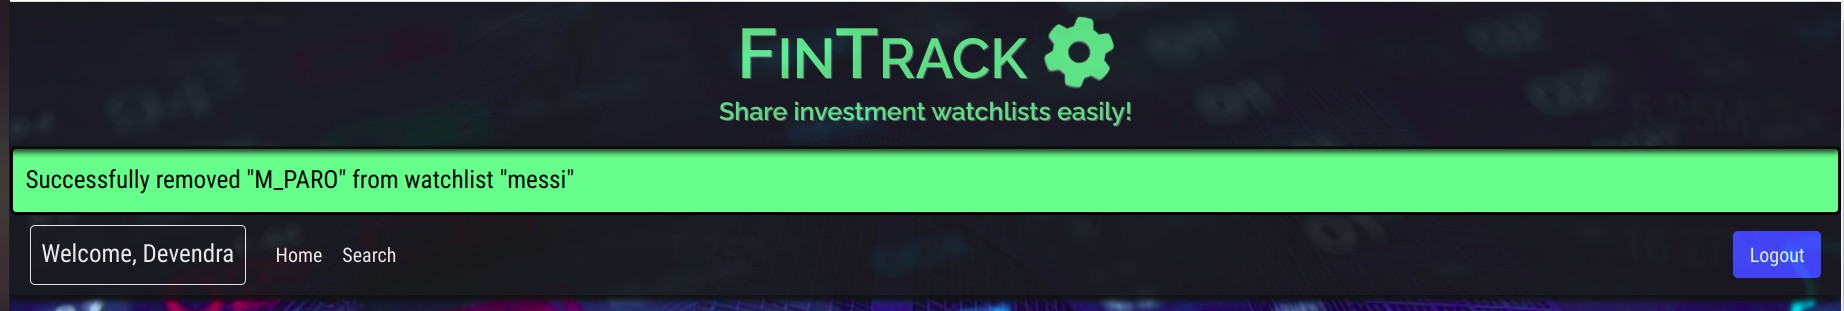 FINTRACK
Share investment watchlists easily!
Successfully removed "M_PARO" from watchlist "messi"
Welcome, Devendra
Home
Search
Logout